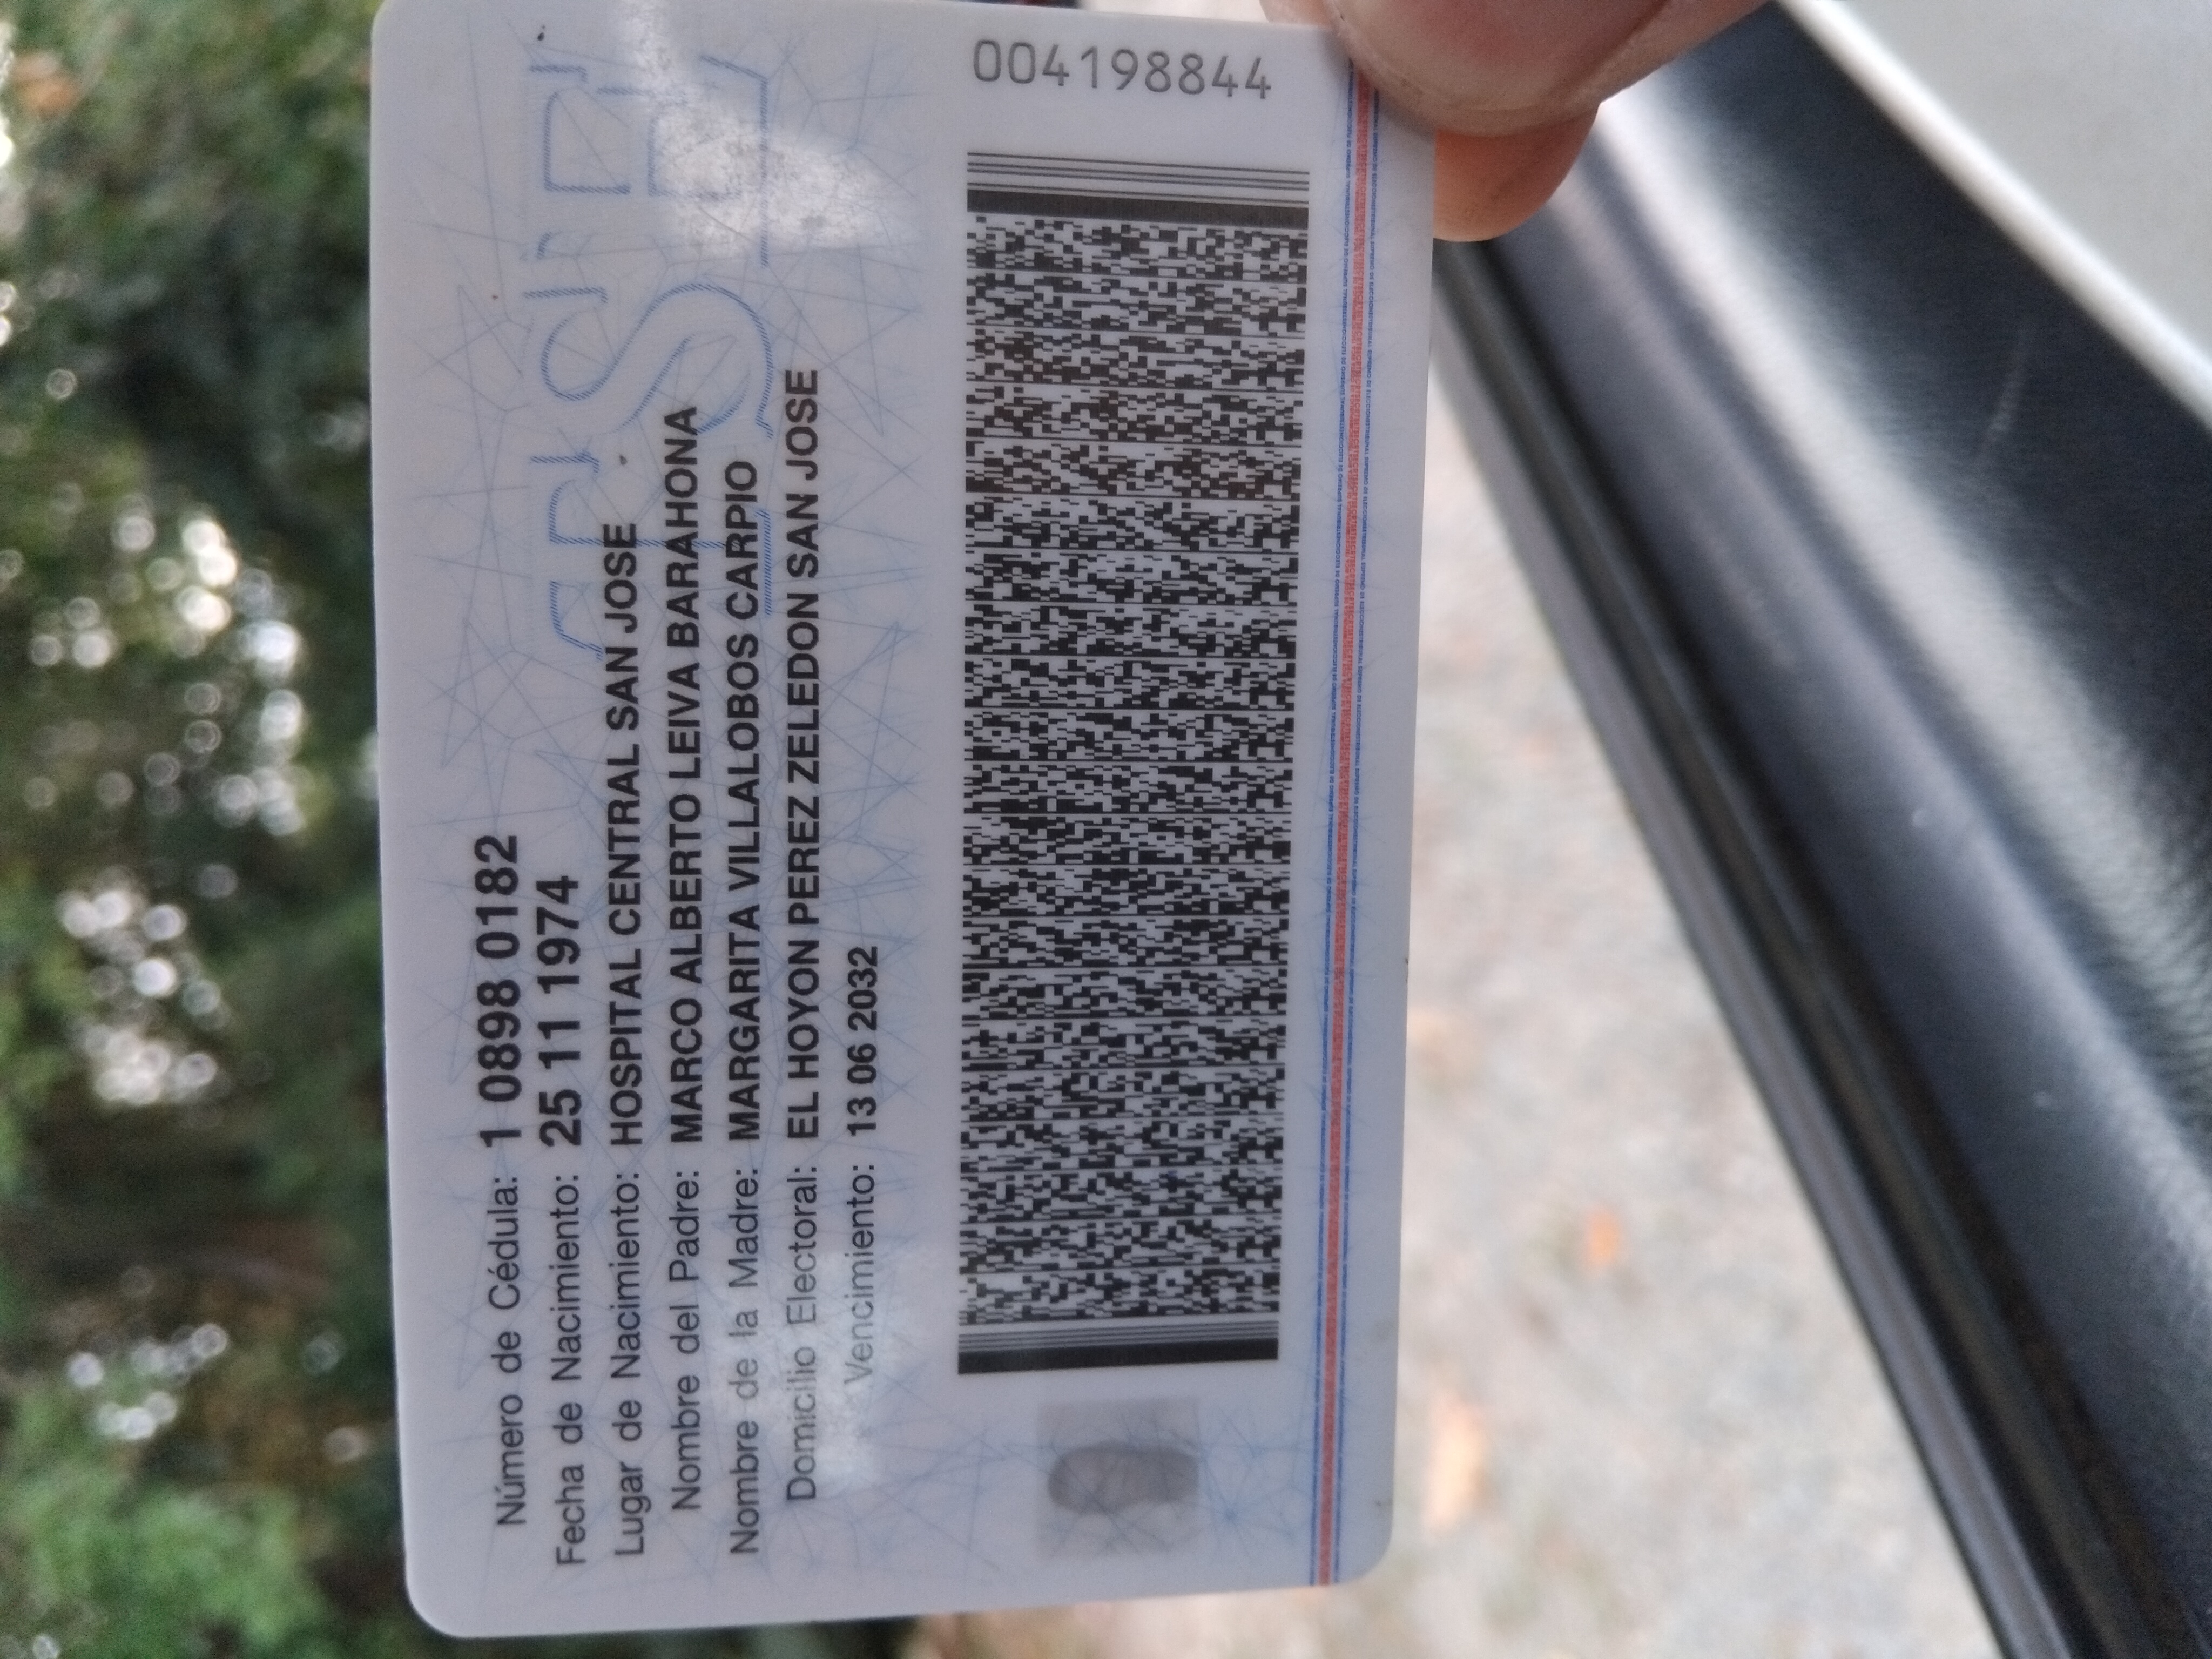 Número de Cédula: 1 0898 0182
Fecha de Nacimiento: 25 11 1974
Lugar de Nacimiento: HOSPITAL CENTRAL SAN JOSE
Nombre del Padre: MARCO ALBERTO LEIVA BARAHONA
Nombre de la Madre: MARGARITA VILLALOBOS CARPIO
Domicilio Electoral: EL HOYON PEREZ ZELEDON SAN JOSE
Vencimiento: 13 06 2032
004198844